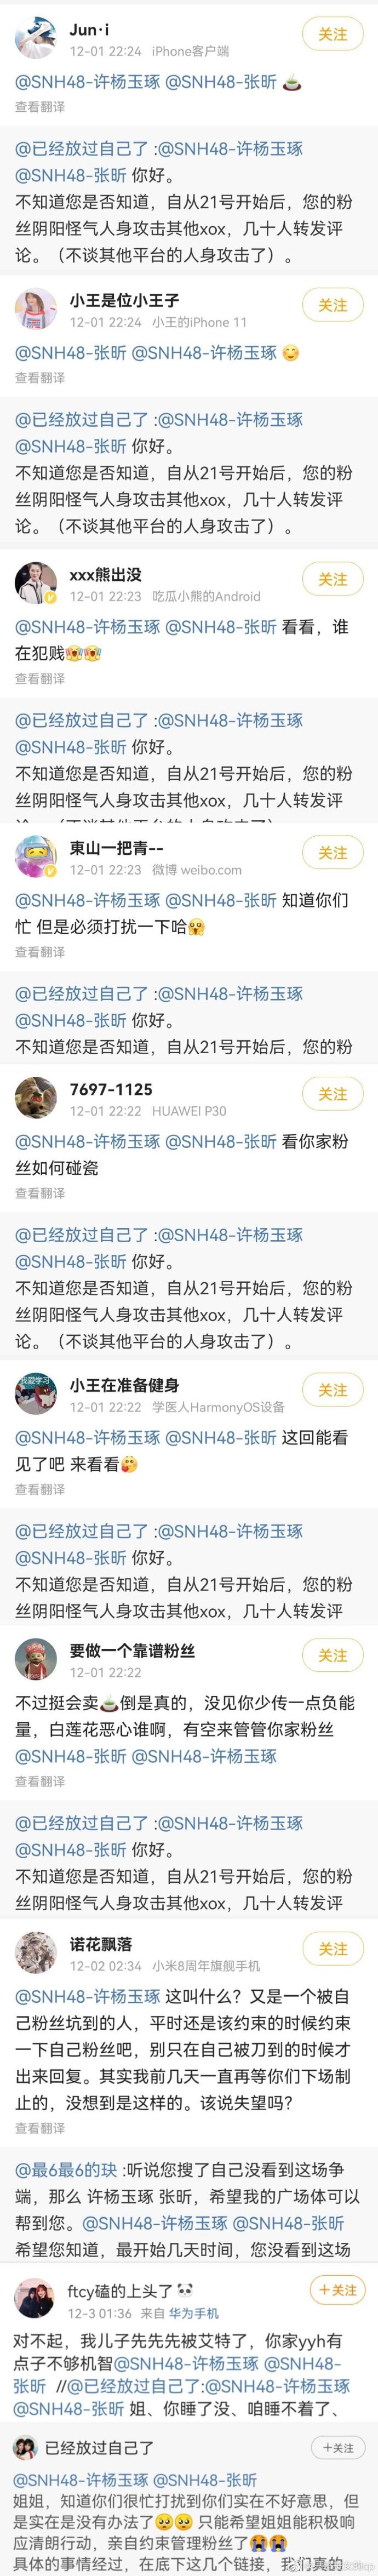 Jun·i
关注
12-01 22:24 iPhone客户端
@SNH48-许杨玉琢 @SNH48-张昕 🍵
查看翻译
@已经放过自己了 :@SNH48-许杨玉琢
@SNH48-张昕 你好。
不知道您是否知道，自从21号开始后，您的粉
丝阴阳怪气人身攻击其他xox，几十人转发评
论。（不谈其他平台的人身攻击了）。
小王是位小王子
关注
12-01 22:24 小王的iPhone 11
@SNH48-张昕 @SNH48-许杨玉琢 😊
查看翻译
@已经放过自己了 :@SNH48-许杨玉琢
@SNH48-张昕 你好。
不知道您是否知道，自从21号开始后，您的粉
丝阴阳怪气人身攻击其他xox，几十人转发评
论。（不谈其他平台的人身攻击了）。
xxx熊出没
关注
12-01 22:23 吃瓜小熊的Android
@SNH48-许杨玉琢 @SNH48-张昕 看看，谁
在犯贱
查看翻译
@已经放过自己了 :@SNH48-许杨玉琢
@SNH48-张昕 你好。
不知道您是否知道，自从21号开始后，您的粉
丝阴阳怪气人身攻击其他xox，几十人转发评
東山一把青--
关注
12-01 22:23 微博 weibo.com
@SNH48-许杨玉琢 @SNH48-张昕 知道你们
忙 但是必须打扰一下哈😱
查看翻译
@已经放过自己了 :@SNH48-许杨玉琢
@SNH48-张昕 你好。
不知道您是否知道，自从21号开始后，您的粉
7697-1125
关注
12-01 22:22 HUAWEI P30
@SNH48-许杨玉琢 @SNH48-张昕 看你家粉
丝如何碰瓷
查看翻译
@已经放过自己了 :@SNH48-许杨玉琢
@SNH48-张昕 你好。
不知道您是否知道，自从21号开始后，您的粉
丝阴阳怪气人身攻击其他xox，几十人转发评
论。（不谈其他平台的人身攻击了）。
我爱学习
小王在准备健身
关注
12-01 22:22 学医人HarmonyOS设备
@SNH48-许杨玉琢 @SNH48-张昕 这回能看
见了吧 来看看
查看翻译
@已经放过自己了 :@SNH48-许杨玉琢
@SNH48-张昕 你好。
不知道您是否知道，自从21号开始后，您的粉
丝阴阳怪气人身攻击其他xox，几十人转发评
要做一个靠谱粉丝
关注
12-01 22:22
不过挺会卖🍵倒是真的，没见你少传一点负能
量，白莲花恶心谁啊，有空来管管你家粉丝
@SNH48-张昕 @SNH48-许杨玉琢
查看翻译
@已经放过自己了 :@SNH48-许杨玉琢
@SNH48-张昕 你好。
不知道您是否知道，自从21号开始后，您的粉
丝阴阳怪气人身攻击其他xox，几十人转发评
诺花飘落
关注
12-02 02:34 小米8周年旗舰手机
@SNH48-许杨玉琢 这叫什么？又是一个被自
己粉丝坑到的人，平时还是该约束的时候约束
一下自己粉丝吧，别只在自己被刀到的时候才
出来回复。其实我前几天一直再等你们下场制
止的，没想到是这样的。该说失望吗？
查看翻译
@最6最6的玦 :听说您搜了自己没看到这场争
端，那么 许杨玉琢 张昕，希望我的广场体可以
帮到您。@SNH48-许杨玉琢 @SNH48-张昕
希望您知道，最开始几天时间，您没看到这场
ftcy磕的上头了🐼
+关注
12-3 01:36 来自 华为手机
对不起，我儿子先先先被艾特了，你家yyh有
点子不够机智@SNH48-许杨玉琢 @SNH48-
张昕 //@已经放过自己了:@SNH48-许杨玉琢
@SNH48-张昕 姐、你睡了没、咱睡不着了、
已经放过自己了
+关注
@SNH48-许杨玉琢 @SNH48-张昕
姐姐，知道你们很忙打扰到你们实在不好意思，但
是实在是没有办法了🥺🥺 只能希望姐姐能积极响
应清朗行动，亲自约束管理粉丝了😭😭
具体的事情经过，在底下这几个链接，我们真的